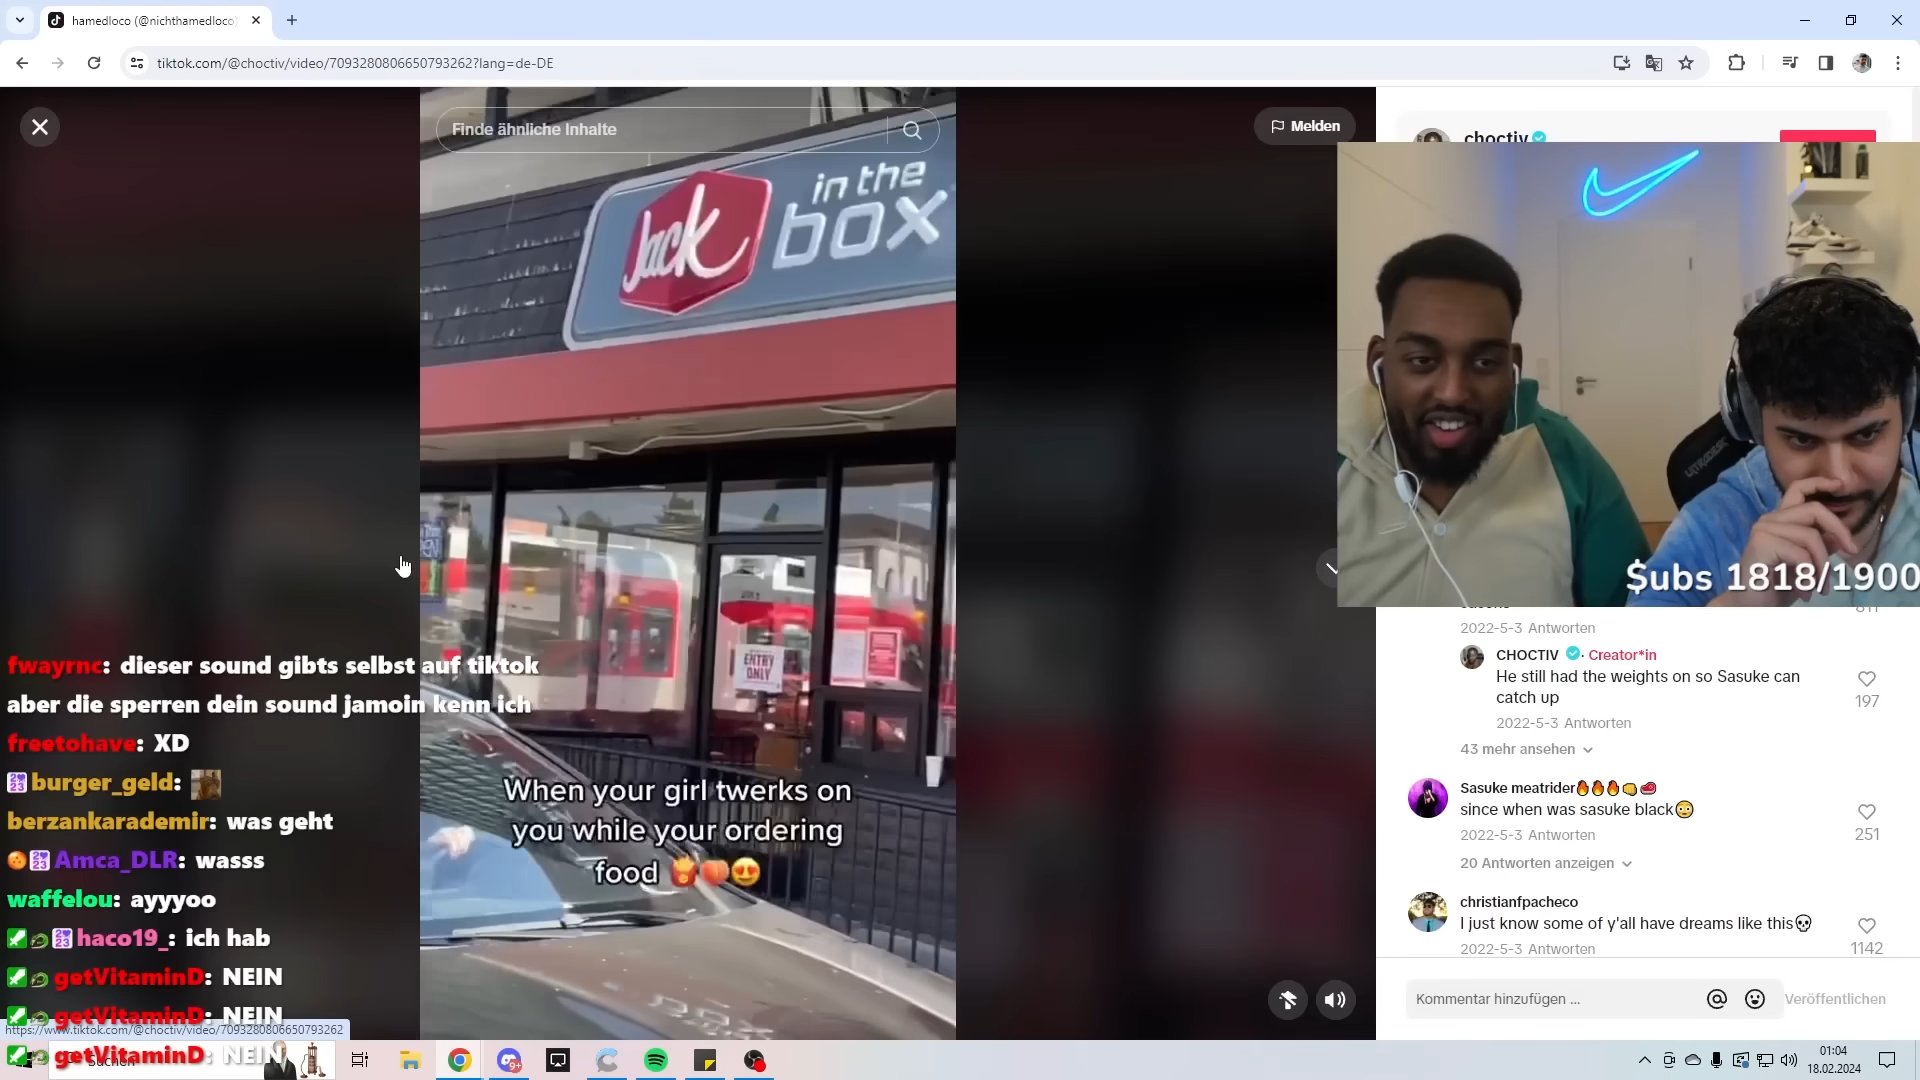 hamedloco (@nichthamedloco
tiktok.com/@choctiv/video/7093280806650793262?lang=de-DE
Finde ähnliche Inhalte
Melden
choctiv
Jack in the box
ENTRY
ONLY
When your girl twerks on
you while your ordering
food 🍟🍑😍
$ubs 1818/1900
2022-5-3 Antworten
CHOCTIV · Creator*in
He still had the weights on so Sasuke can
catch up
197
2022-5-3 Antworten
43 mehr ansehen
Sasuke meatrider🔥🔥🔥👊🥩
since when was sasuke black😳
251
2022-5-3 Antworten
20 Antworten anzeigen
christianfpacheco
I just know some of y'all have dreams like this💀
1142
2022-5-3 Antworten
Kommentar hinzufügen ...
Veröffentlichen
fwayrnc: dieser sound gibts selbst auf tiktok
aber die sperren dein sound jamoin kenn ich
freetohave: XD
burger_geld:
berzankarademir: was geht
Amca_DLR: wasss
waffelou: ayyyoo
haco19_: ich hab
getVitaminD: NEIN
getVitaminD: NEIN
https://www.tiktok.com/@choctiv/video/7093280806650793262
getVitaminD: NEIN
Suchen
9+
01:04
18.02.2024